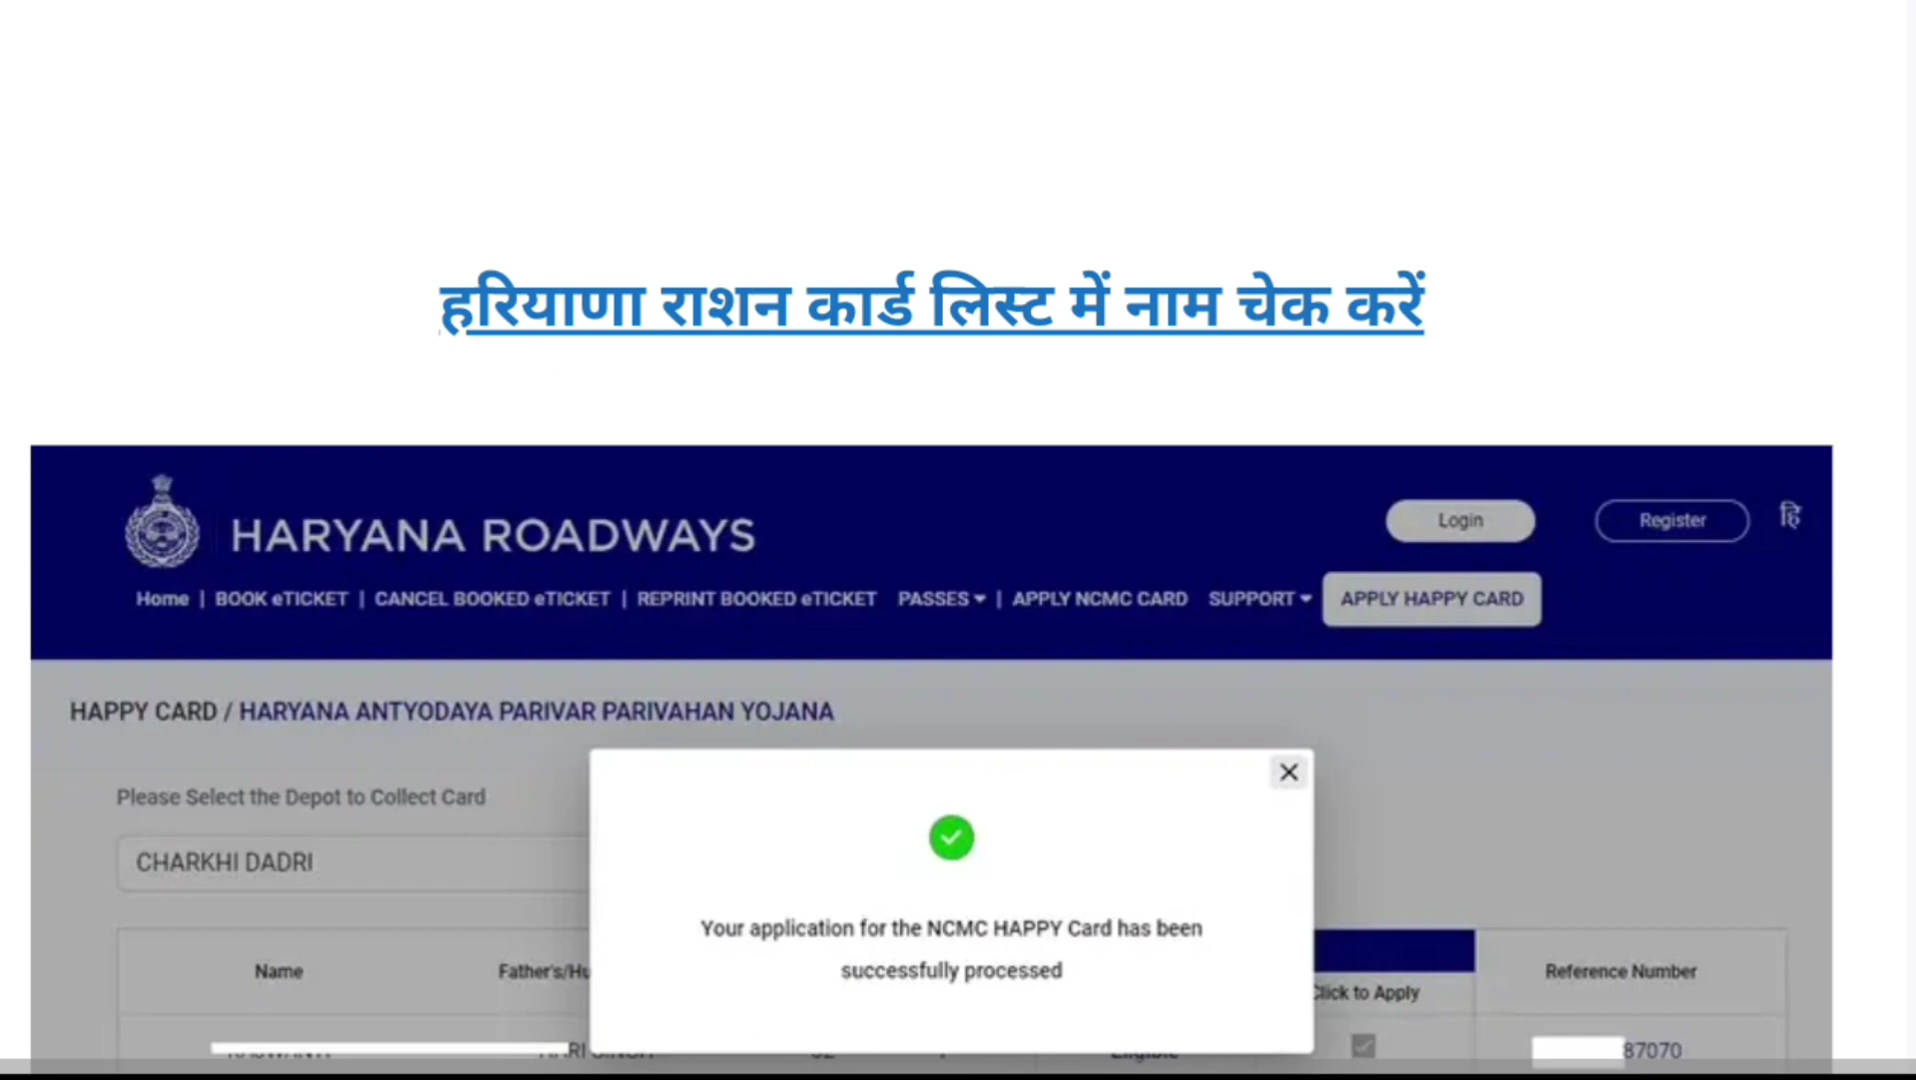 हरियाणा राशन कार्ड लिस्ट में नाम चेक करें
HARYANA ROADWAYS
Login
Register
हि
Home | BOOK eTICKET | CANCEL BOOKED eTICKET | REPRINT BOOKED eTICKET PASSES | APPLY NCMC CARD SUPPORT APPLY HAPPY CARD
HAPPY CARD / HARYANA ANTYODAYA PARIVAR PARIVAHAN YOJANA
Please Select the Depot to Collect Card
CHARKHI DADRI
Your application for the NCMC HAPPY Card has been
successfully processed
Name
Father's/Hu
Click to Apply
Reference Number
Eligible
87070